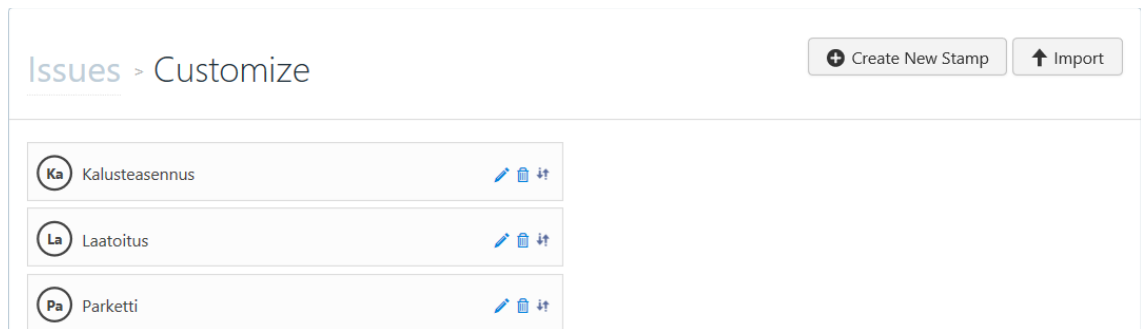 Issues > Customize
Create New Stamp
Import
Ka Kalusteasennus
La Laatoitus
Pa Parketti